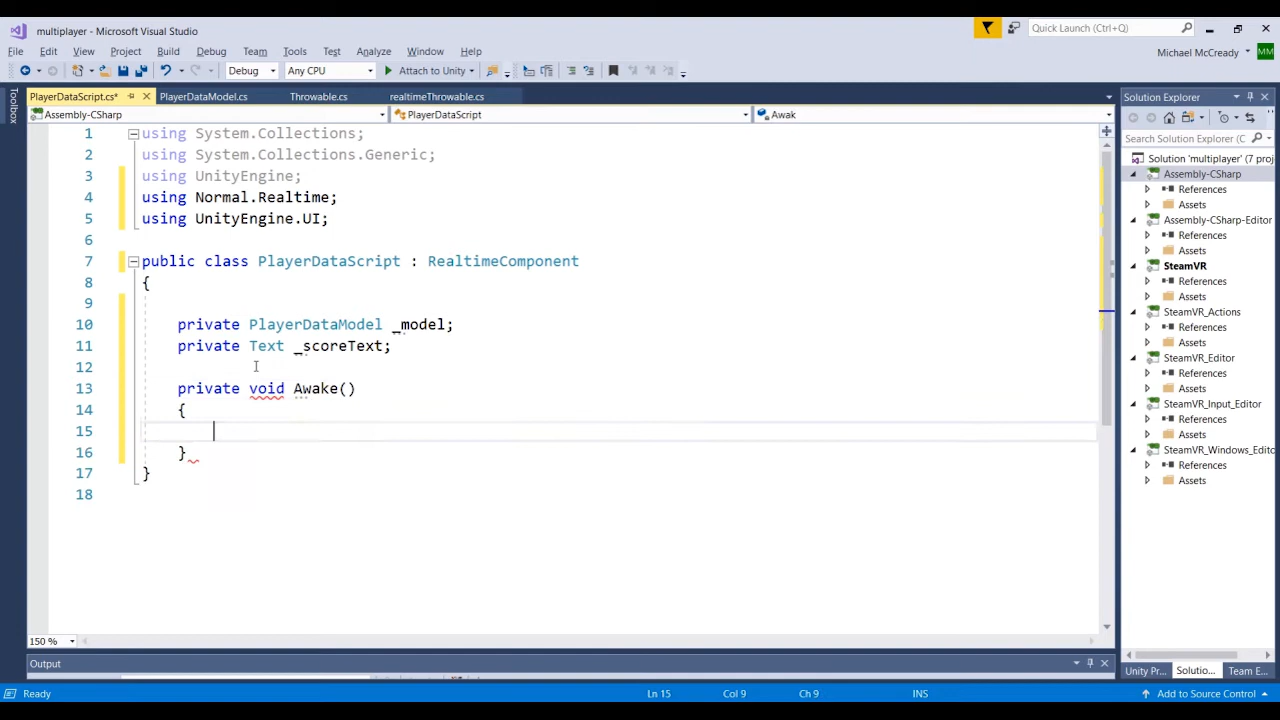 multiplayer - Microsoft Visual Studio
Quick Launch (Ctrl+Q)
File Edit View Project Build Debug Team Tools Test Analyze Window Help
Michael McCready
MM
Debug Any CPU Attach to Unity
PlayerDataScript.cs* PlayerDataModel.cs Throwable.cs realtimeThrowable.cs
Assembly-CSharp PlayerDataScript Awak
Toolbox
1 using System.Collections;
2 using System.Collections.Generic;
3 using UnityEngine;
4 using Normal.Realtime;
5 using UnityEngine.UI;
6
7 public class PlayerDataScript : RealtimeComponent
8 {
9
10 private PlayerDataModel _model;
11 private Text _scoreText;
12
13 private void Awake()
14 {
15
16 }
17 }
18
150 %
Output
Solution Explorer
Search Solution Explorer (C
Solution 'multiplayer' (7 proj
Assembly-CSharp
References
Assets
Assembly-CSharp-Editor
References
Assets
SteamVR
References
Assets
SteamVR_Actions
References
Assets
SteamVR_Editor
References
Assets
SteamVR_Input_Editor
References
Assets
SteamVR_Windows_Edito
References
Assets
Unity Pr... Solutio... Team E...
Ready Ln 15 Col 9 Ch 9 INS Add to Source Control